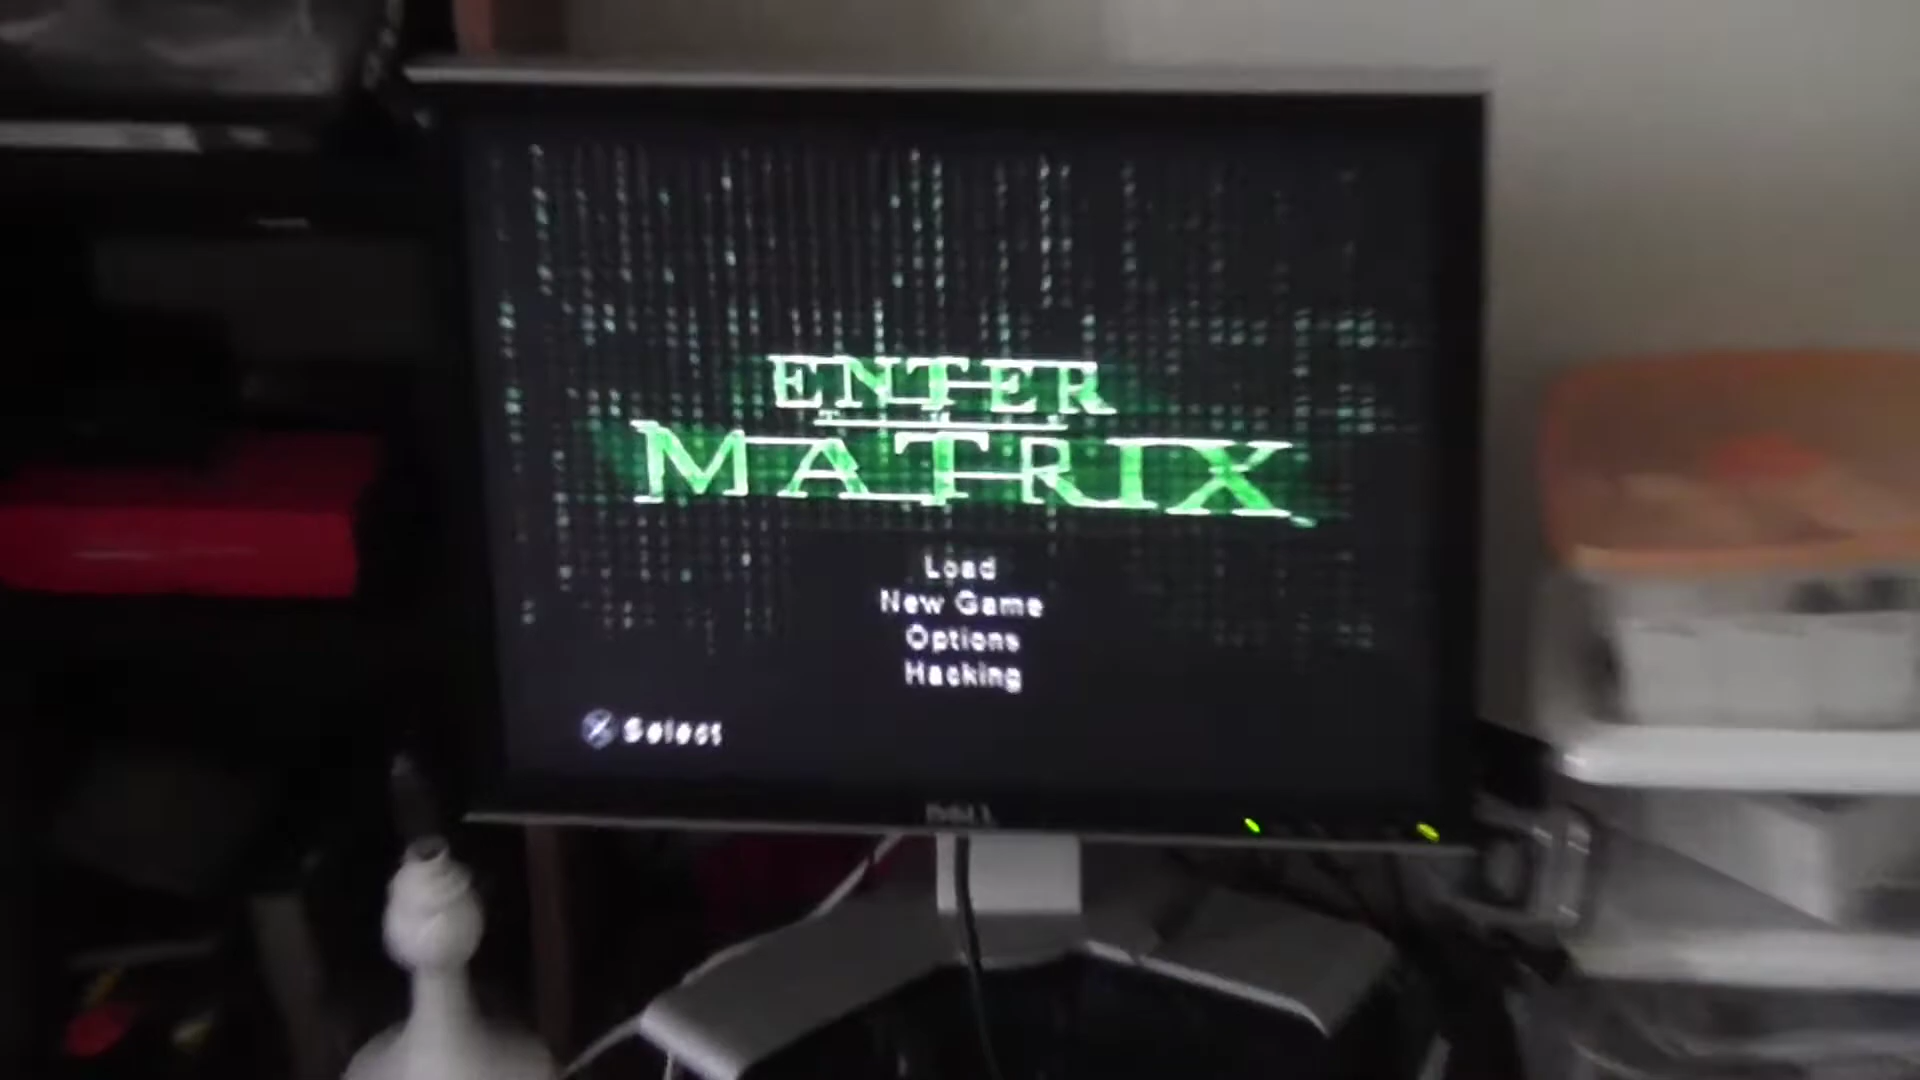 ENTER
THE
MATRIX
Load
New Game
Options
Hacking
Select
DELL